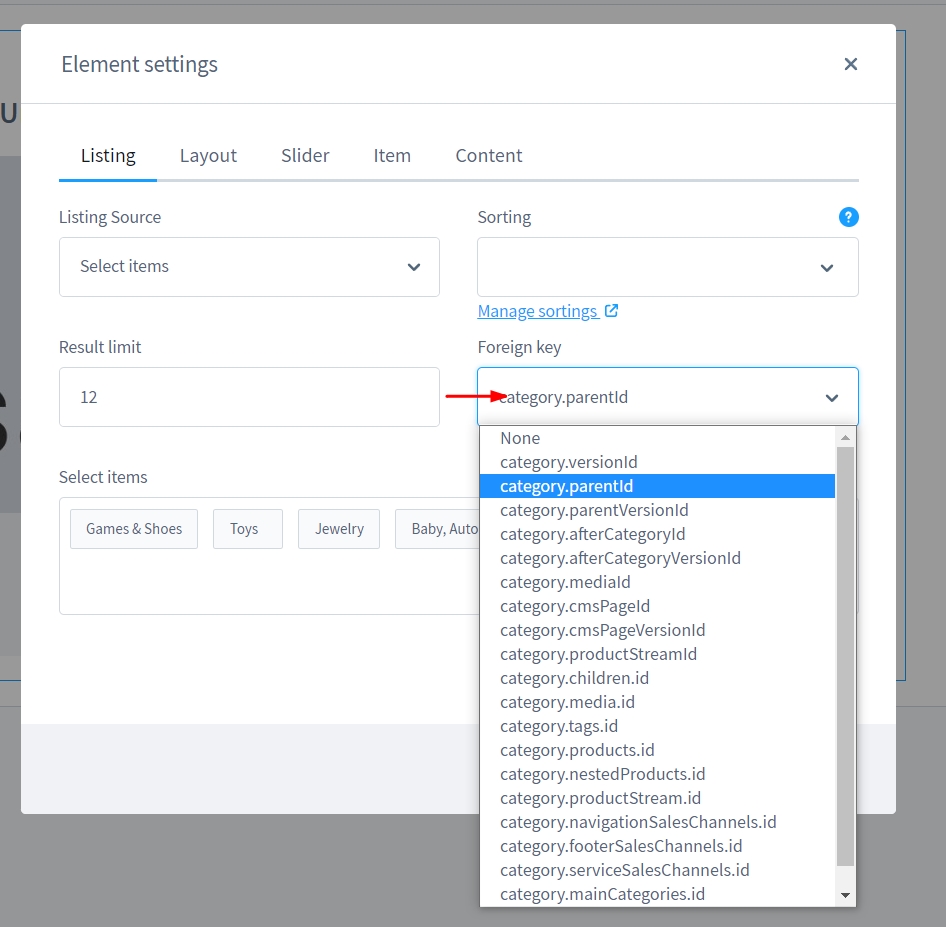 Element settings
Listing Layout Slider Item Content
Listing Source
Sorting
?
Select items
Manage sortings
Result limit
Foreign key
12
category.parentId
None
category.versionId
category.parentId
category.parentVersionId
category.afterCategoryId
category.afterCategoryVersionId
category.mediaId
category.cmsPageId
category.cmsPageVersionId
category.productStreamId
category.children.id
category.media.id
category.tags.id
category.products.id
category.nestedProducts.id
category.productStream.id
category.navigationSalesChannels.id
category.footerSalesChannels.id
category.serviceSalesChannels.id
category.mainCategories.id
Select items
Games & Shoes Toys Jewelry Baby, Auto